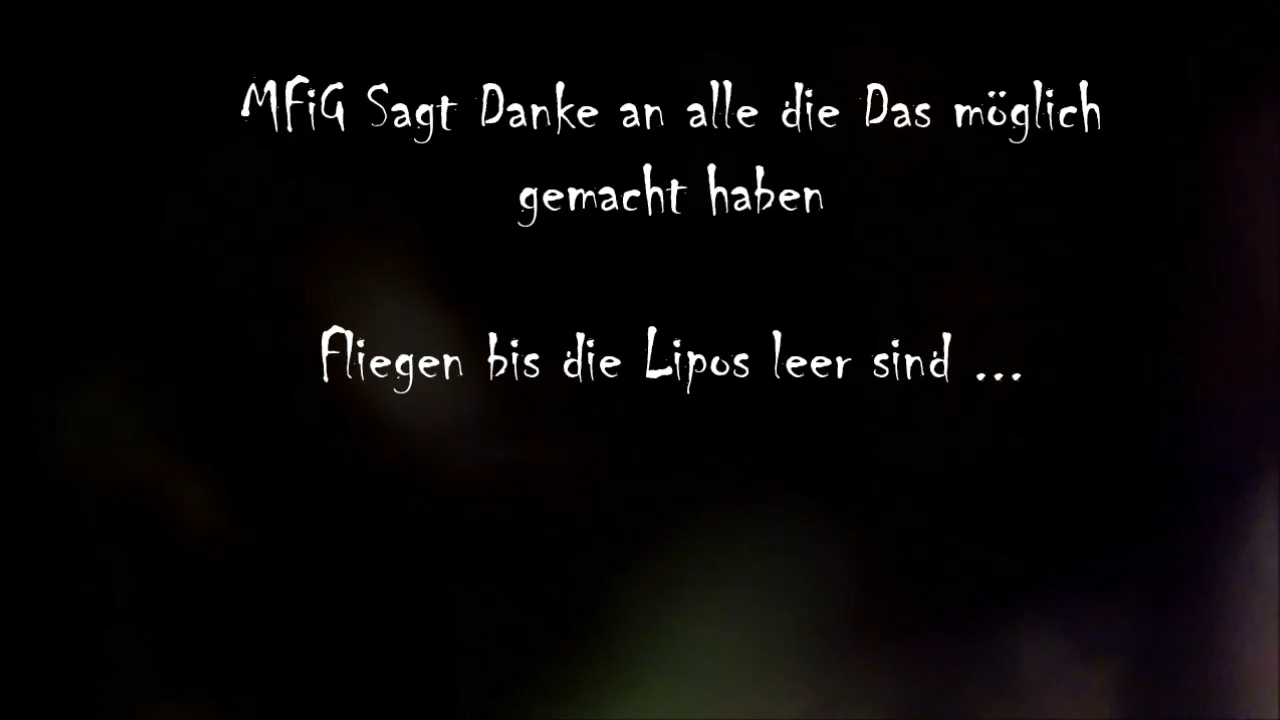 MFiG Sagt Danke an alle die Das möglich
gemacht haben
Fliegen bis die Lipos leer sind ...